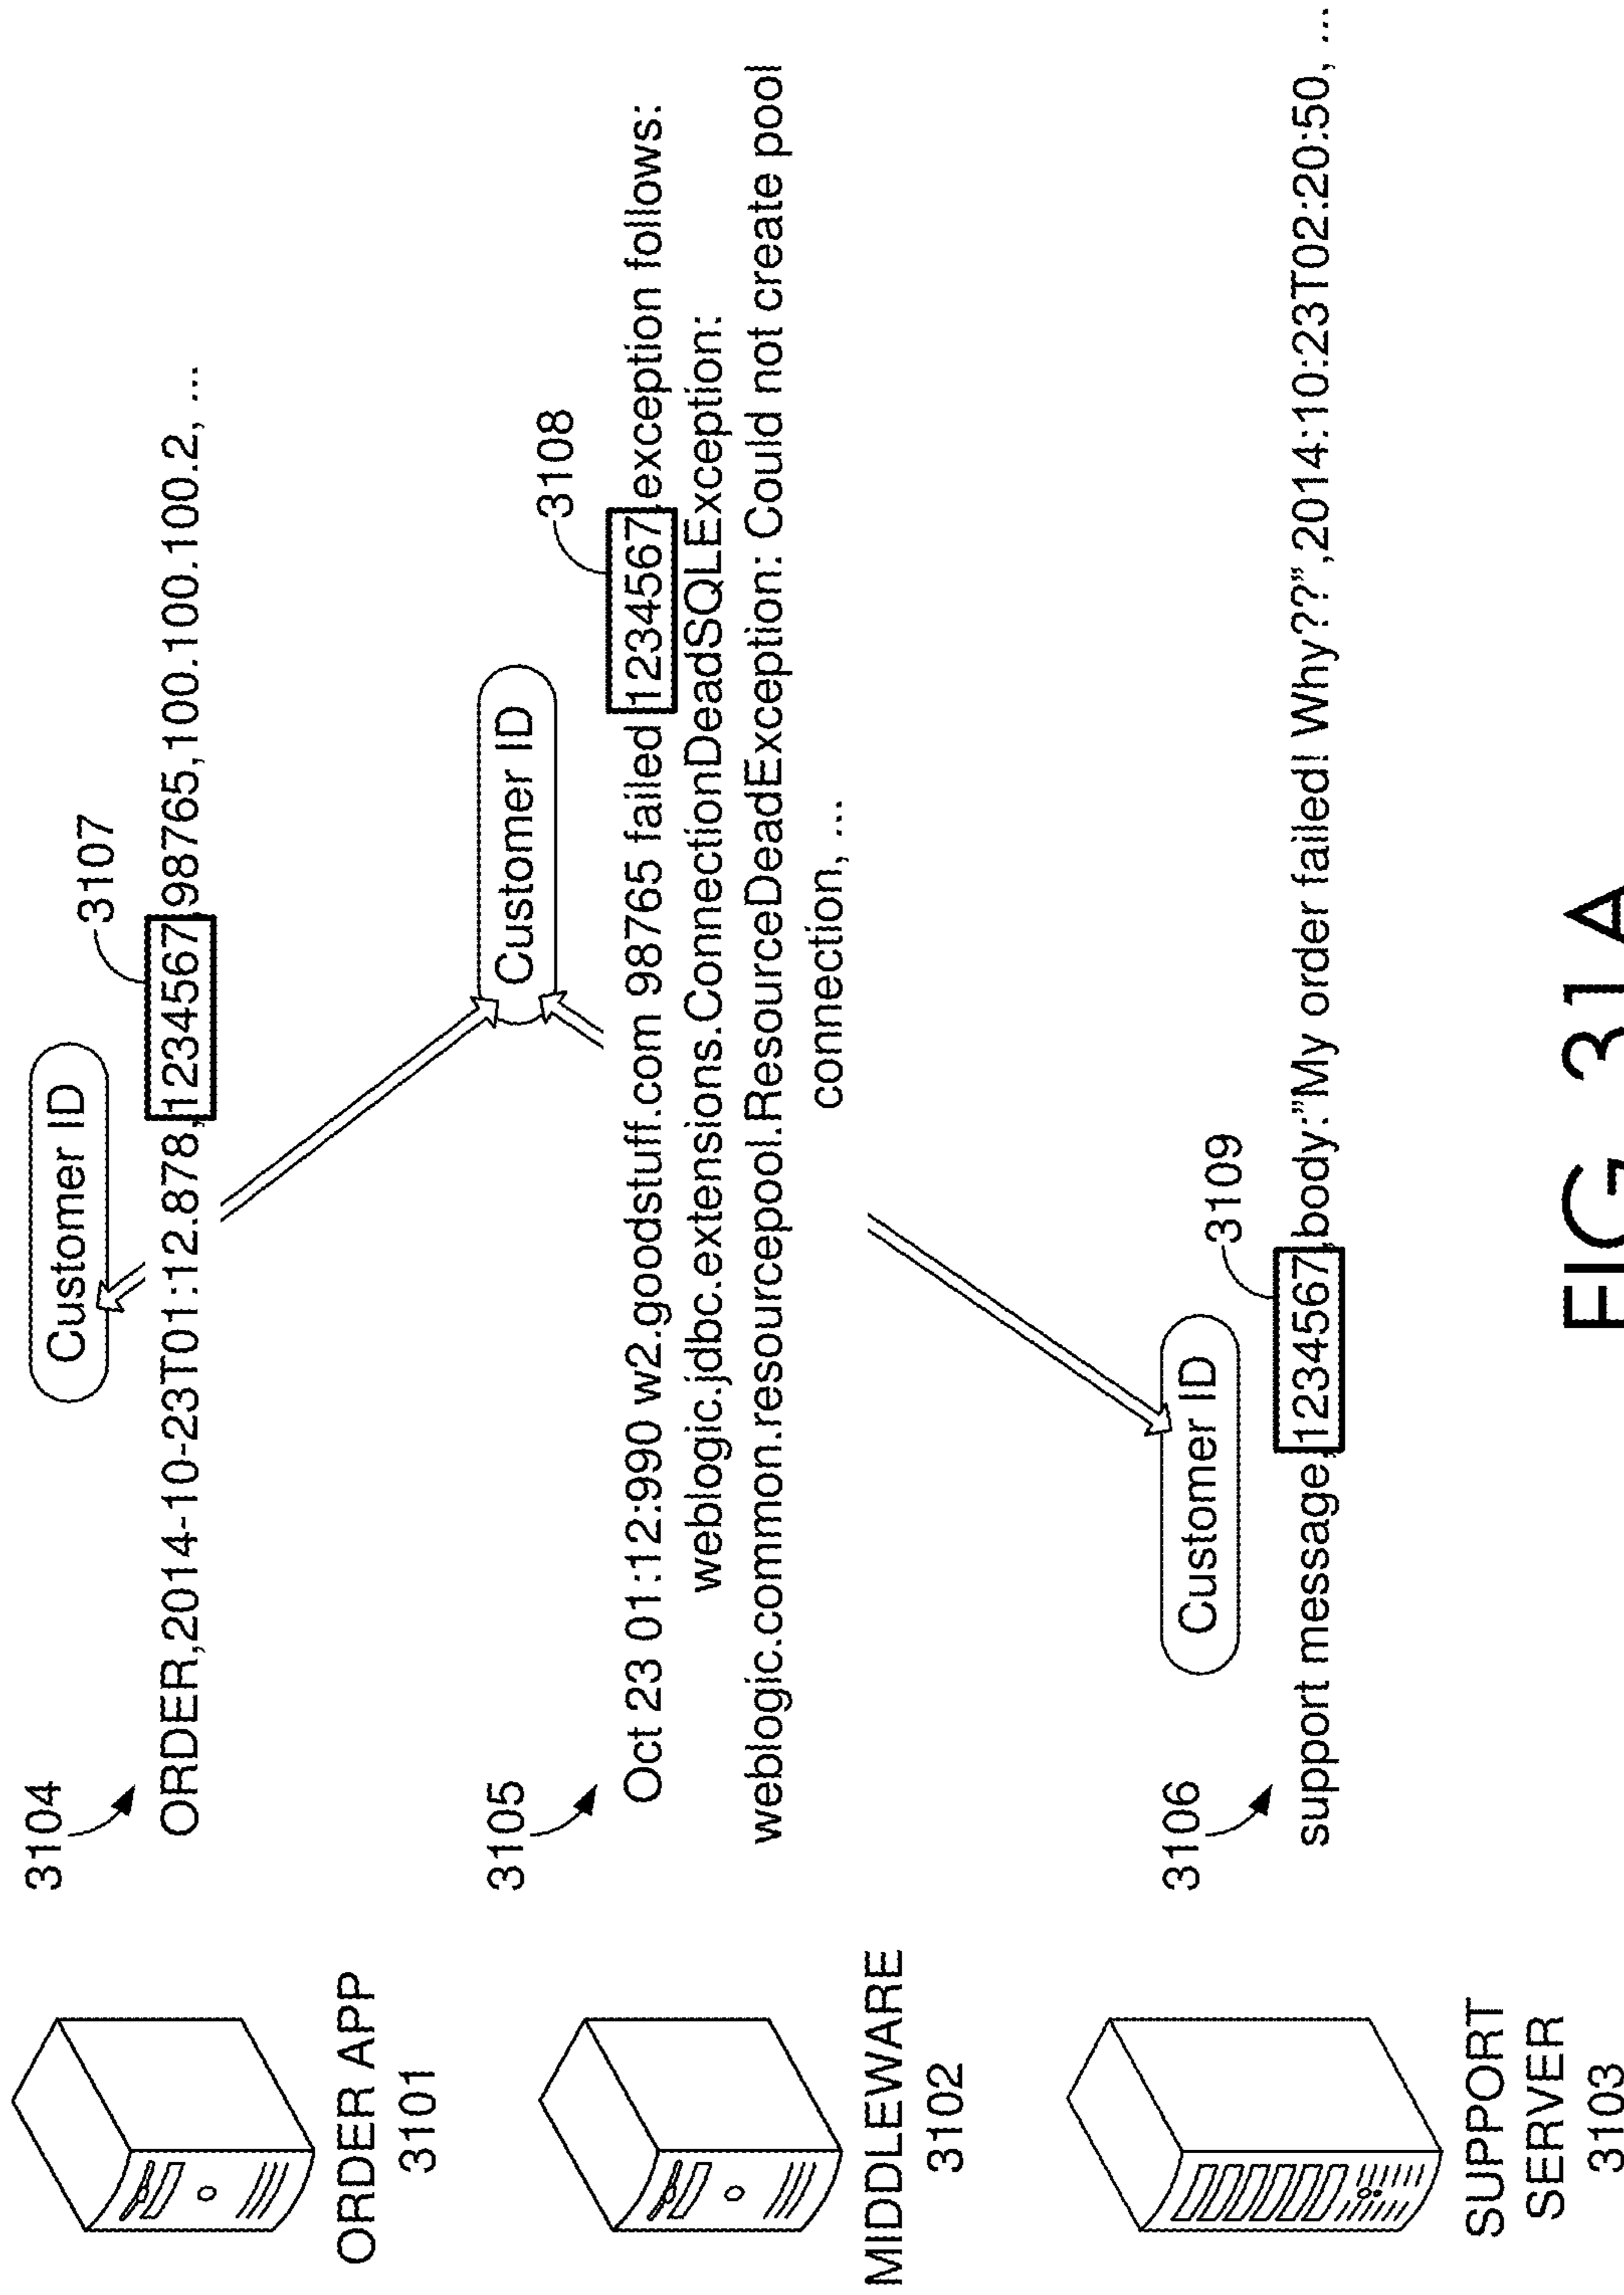 3104
Customer ID
3107
ORDER,2014-10-23T01:12.878,1234567,98765,100.100.100.2, ...
ORDER APP
3101
3105
Customer ID
3108
Oct 23 01:12:990 w2.goodstuff.com 98765 failed 1234567,exception follows:
weblogic.jdbc.extensions.ConnectionDeadSQLException:
weblogic.common.resourcepool.ResourceDeadException: Could not create pool
connection, ...
MIDDLEWARE
3102
3106
Customer ID
3109
support message,1234567,body:"My order failed! Why??",2014:10:23T02:20:50, ...
SUPPORT
SERVER
3103
FIG. 31A